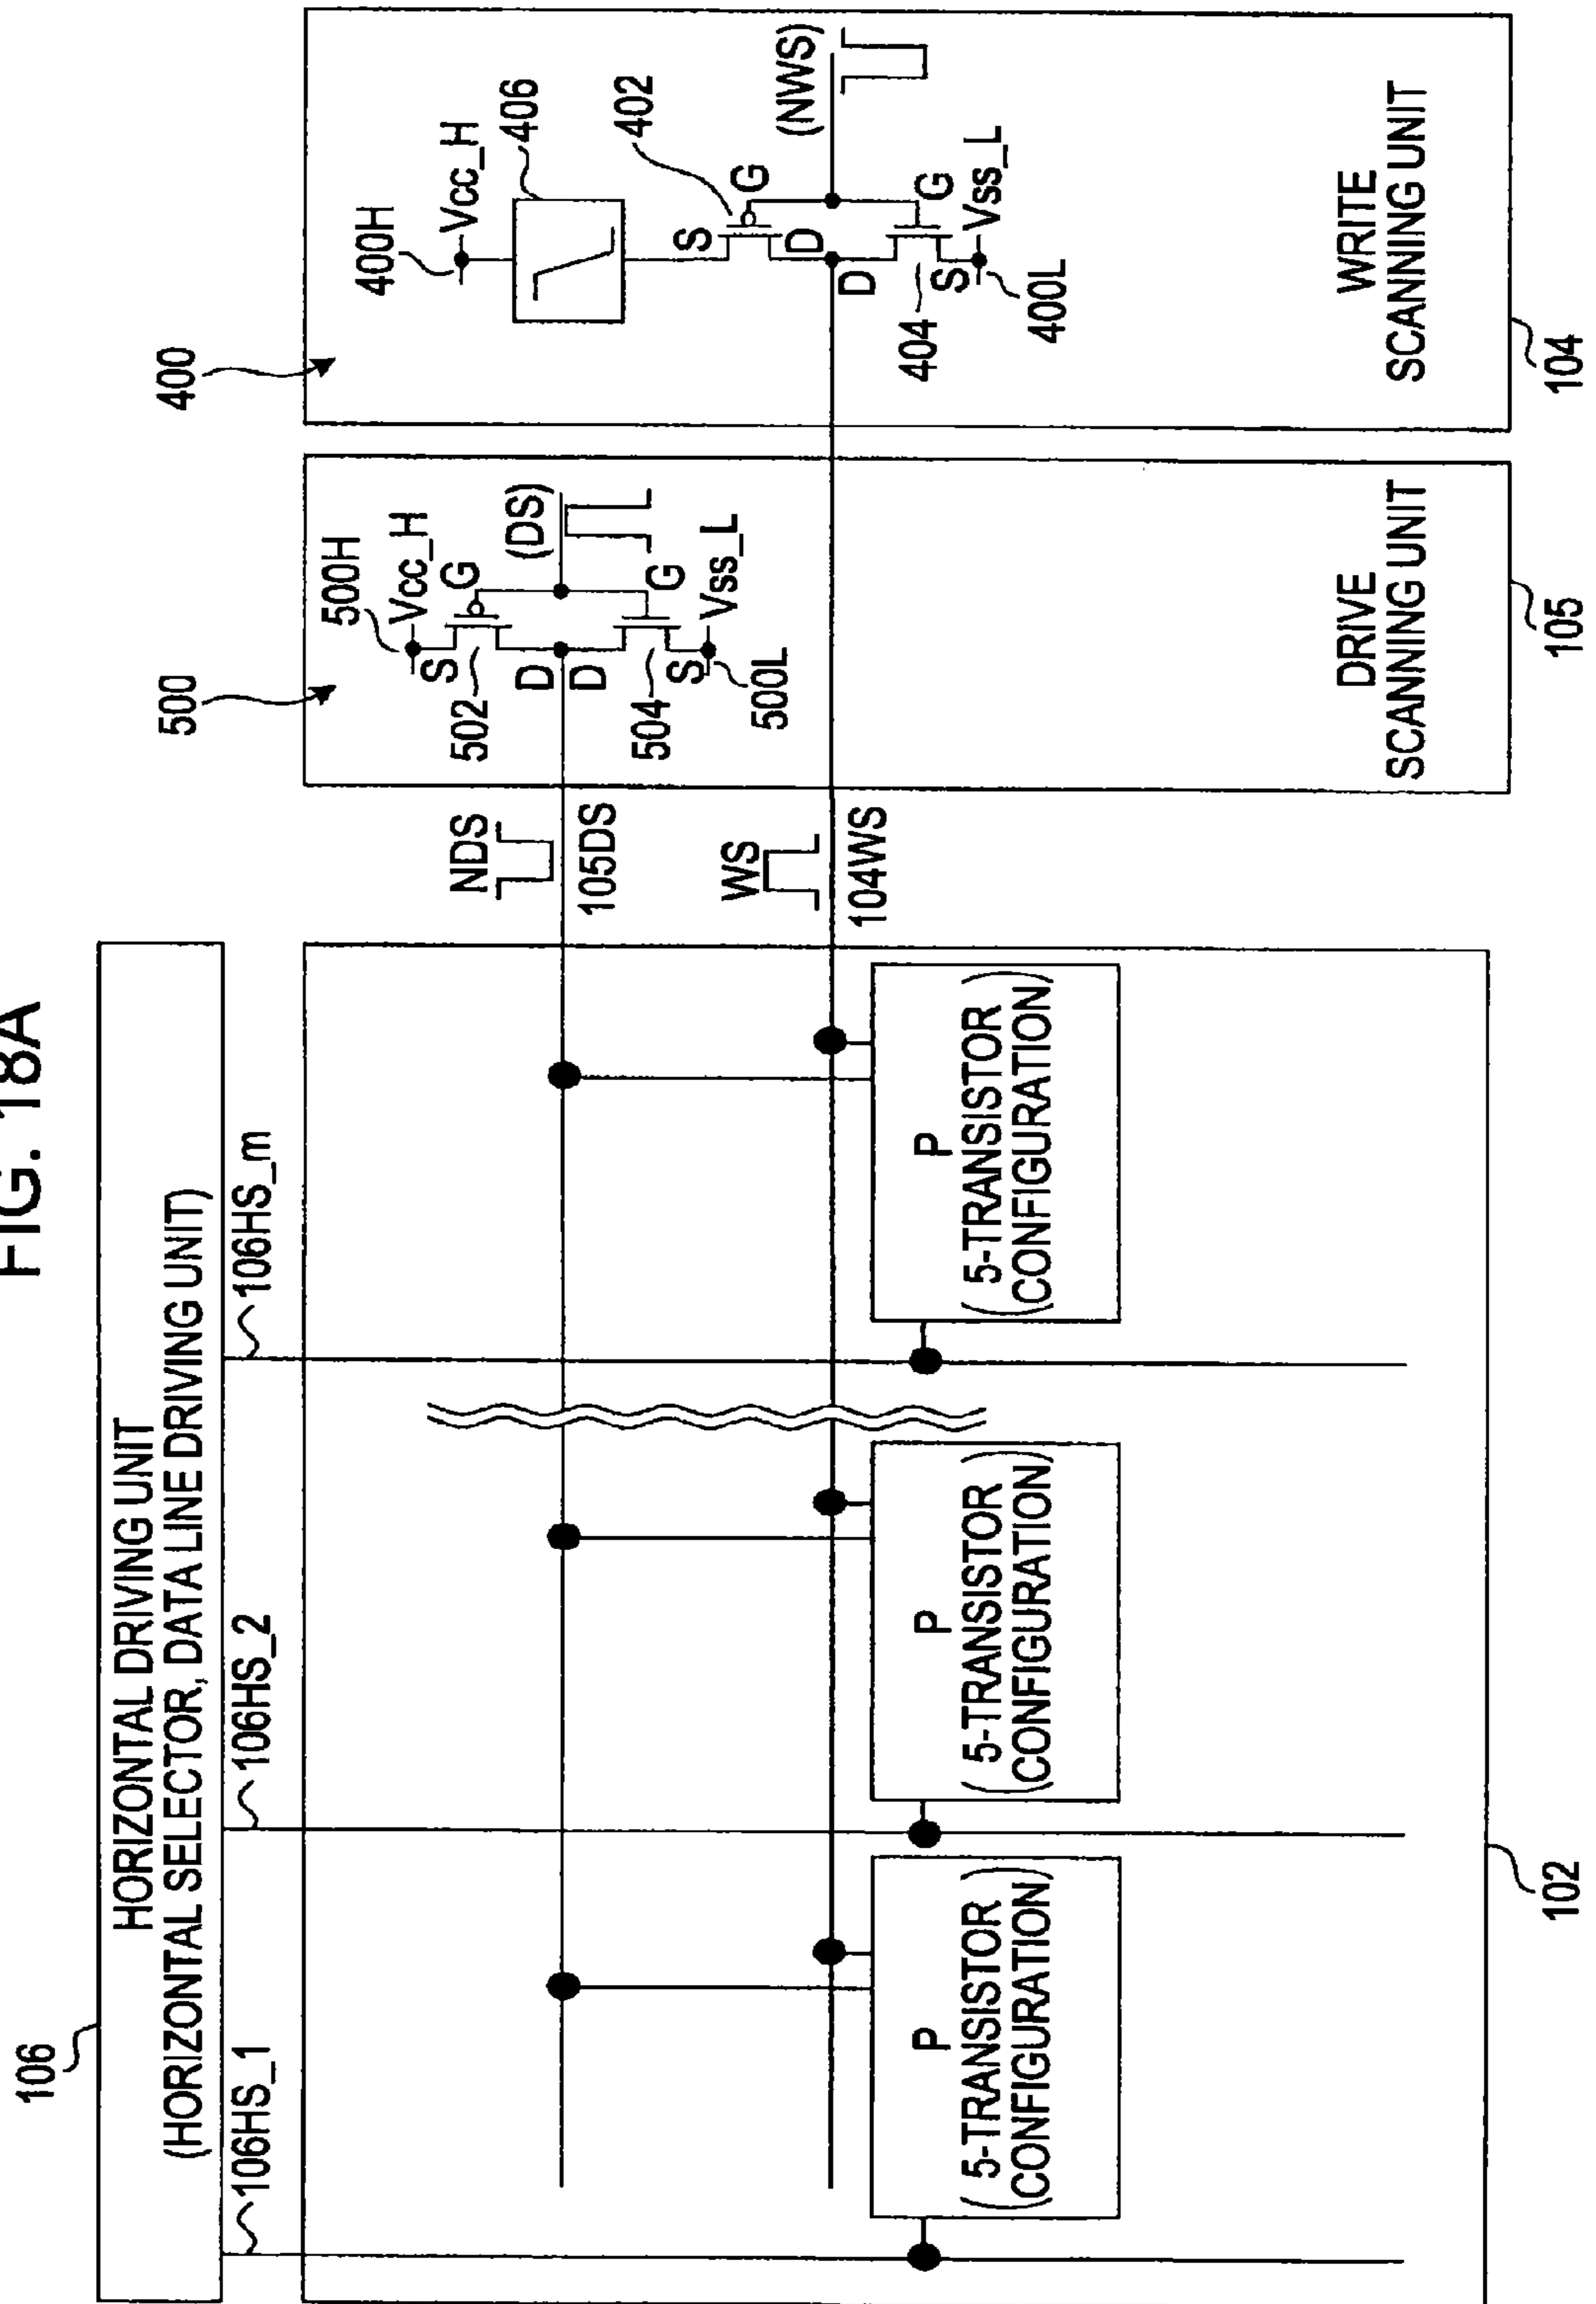 FIG. 18A
106
HORIZONTAL DRIVING UNIT
(HORIZONTAL SELECTOR, DATA LINE DRIVING UNIT)
106HS_1
106HS_2
106HS_m
P
(5-TRANSISTOR
CONFIGURATION)
P
(5-TRANSISTOR
CONFIGURATION)
P
(5-TRANSISTOR
CONFIGURATION)
102
NDS
105DS
WS
104WS
500
500H
Vcc_H
S
G
502
D
(DS)
D
504
G
S
Vss_L
500L
DRIVE
SCANNING UNIT
105
400
400H
Vcc_H
406
S
402
G
D
(NWS)
D
G
404
S
Vss_L
400L
WRITE
SCANNING UNIT
104